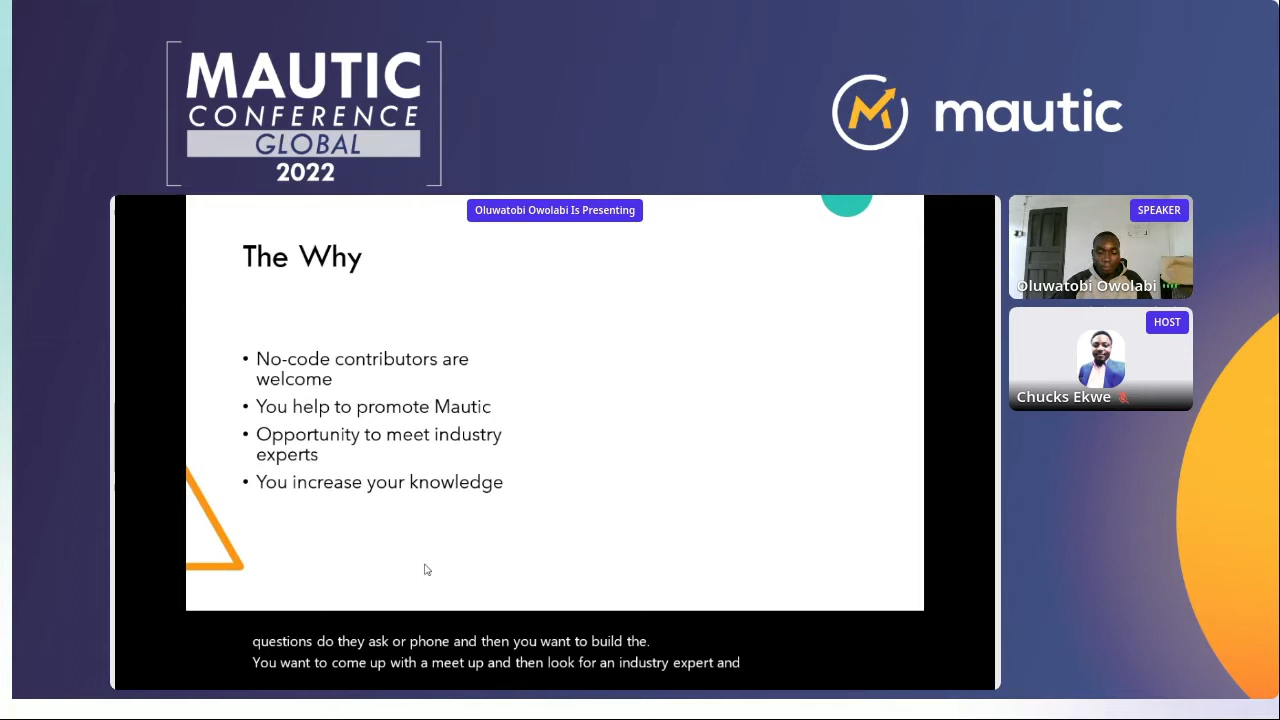 MAUTIC
CONFERENCE
GLOBAL
2022
mautic
Oluwatobi Owolabi Is Presenting
SPEAKER
Oluwatobi Owolabi
HOST
Chucks Ekwe
The Why
• No-code contributors are
welcome
• You help to promote Mautic
• Opportunity to meet industry
experts
• You increase your knowledge
questions do they ask or phone and then you want to build the.
You want to come up with a meet up and then look for an industry expert and